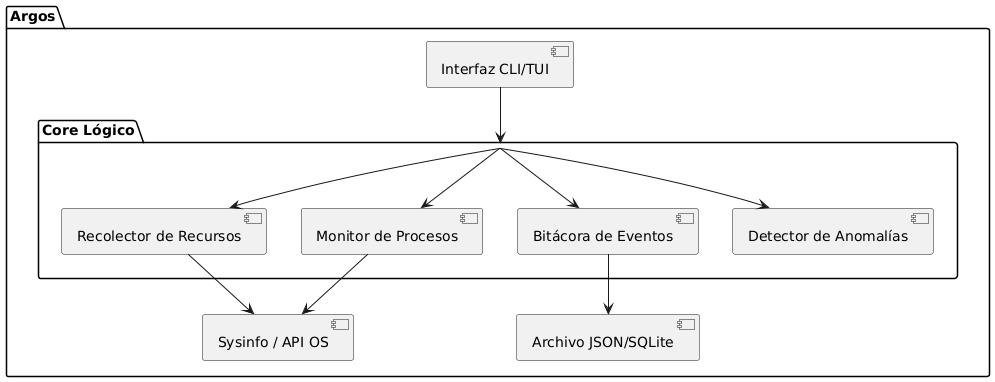 Argos
Interfaz CLI/TUI
Core Lógico
Recolector de Recursos
Monitor de Procesos
Bitácora de Eventos
Detector de Anomalías
Sysinfo / API OS
Archivo JSON/SQLite